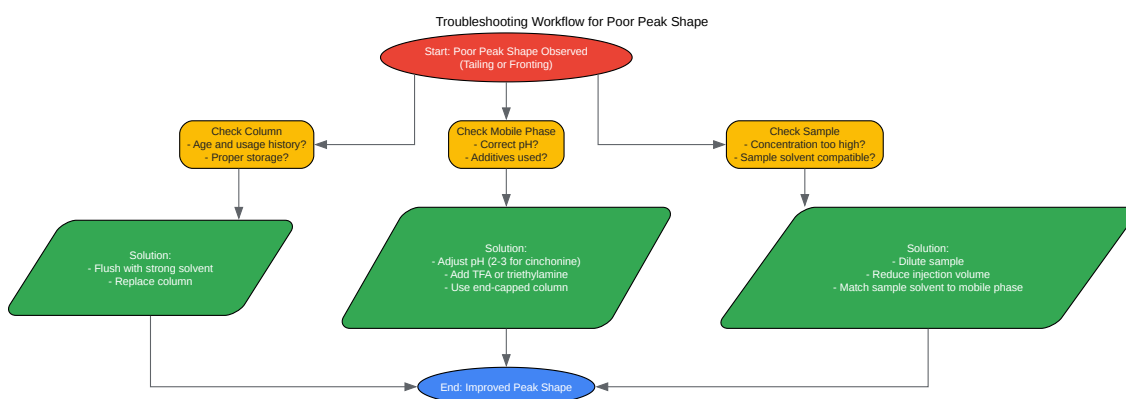 Troubleshooting Workflow for Poor Peak Shape
Start: Poor Peak Shape Observed
(Tailing or Fronting)
Check Column
- Age and usage history?
- Proper storage?
Check Mobile Phase
- Correct pH?
- Additives used?
Check Sample
- Concentration too high?
- Sample solvent compatible?
Solution:
- Flush with strong solvent
- Replace column
Solution:
- Adjust pH (2-3 for cinchonine)
- Add TFA or triethylamine
- Use end-capped column
Solution:
- Dilute sample
- Reduce injection volume
- Match sample solvent to mobile phase
End: Improved Peak Shape